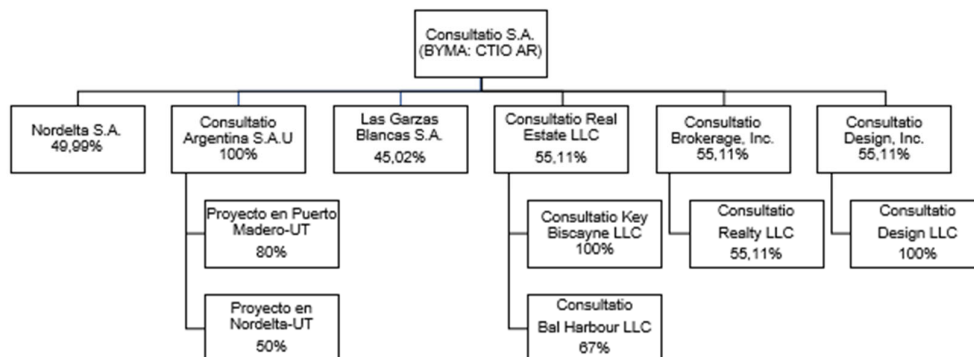 Consultatio S.A.
(BYMA: CTIO AR)
Nordelta S.A.
49,99%
Consultatio
Argentina S.A.U
100%
Las Garzas
Blancas S.A.
45,02%
Consultatio Real
Estate LLC
55,11%
Consultatio
Brokerage, Inc.
55,11%
Consultatio
Design, Inc.
55,11%
Proyecto en Puerto
Madero-UT
80%
Consultatio Key
Biscayne LLC
100%
Consultatio
Realty LLC
55,11%
Consultatio
Design LLC
100%
Proyecto en
Nordelta-UT
50%
Consultatio
Bal Harbour LLC
67%